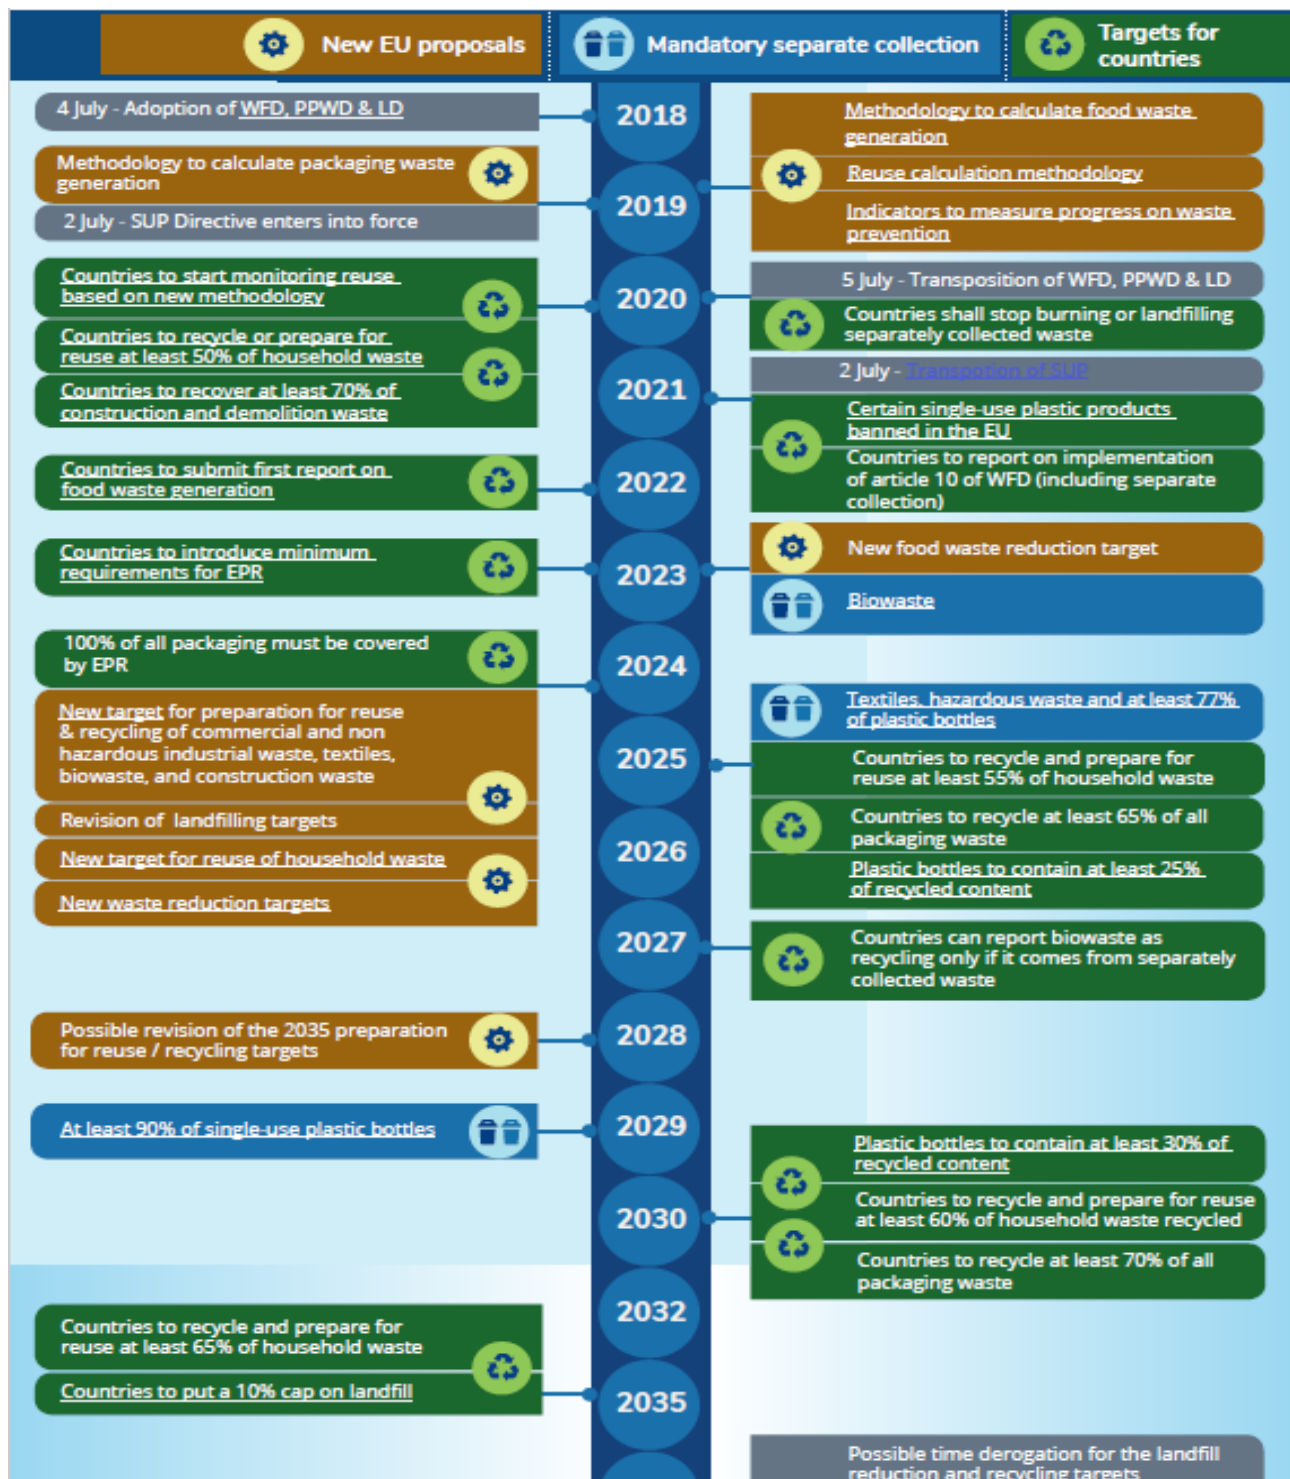 New EU proposals
Mandatory separate collection
Targets for
countries
4 July - Adoption of WFD, PPWD & LD
2018
Methodology to calculate food waste
generation
Reuse calculation methodology
Indicators to measure progress on waste
prevention
Methodology to calculate packaging waste
generation
2 July - SUP Directive enters into force
2019
Countries to start monitoring reuse
based on new methodology
Countries to recycle or prepare for
reuse at least 50% of household waste
Countries to recover at least 70% of
construction and demolition waste
2020
5 July - Transposition of WFD, PPWD & LD
Countries shall stop burning or landfilling
separately collected waste
2021
2 July - Transpotion of SUP
Certain single-use plastic products
banned in the EU
Countries to report on implementation
of article 10 of WFD (including separate
collection)
Countries to submit first report on
food waste generation
2022
Countries to introduce minimum
requirements for EPR
2023
New food waste reduction target
Biowaste
100% of all packaging must be covered
by EPR
New target for preparation for reuse
& recycling of commercial and non
hazardous industrial waste, textiles,
biowaste, and construction waste
Revision of landfilling targets
New target for reuse of household waste
New waste reduction targets
2024
2025
Textiles, hazardous waste and at least 77%
of plastic bottles
Countries to recycle and prepare for
reuse at least 55% of household waste
Countries to recycle at least 65% of all
packaging waste
Plastic bottles to contain at least 25%
of recycled content
2026
2027
Countries can report biowaste as
recycling only if it comes from separately
collected waste
Possible revision of the 2035 preparation
for reuse / recycling targets
2028
At least 90% of single-use plastic bottles
2029
2030
Plastic bottles to contain at least 30% of
recycled content
Countries to recycle and prepare for reuse
at least 60% of household waste recycled
Countries to recycle at least 70% of all
packaging waste
2032
Countries to recycle and prepare for
reuse at least 65% of household waste
Countries to put a 10% cap on landfill
2035
Possible time derogation for the landfill
reduction and recycling targets